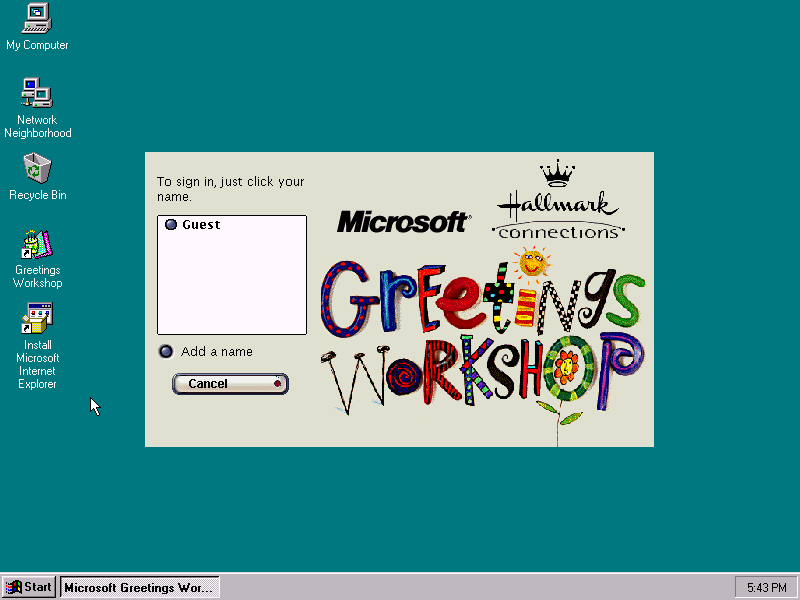 My Computer
Network
Neighborhood
Recycle Bin
Greetings
Workshop
Install
Microsoft
Internet
Explorer
To sign in, just click your
name.
Guest
Add a name
Cancel
Microsoft®
Hallmark
connections
GreeTiNgS
WORKSHOP
Start
Microsoft Greetings Wor...
5:43 PM